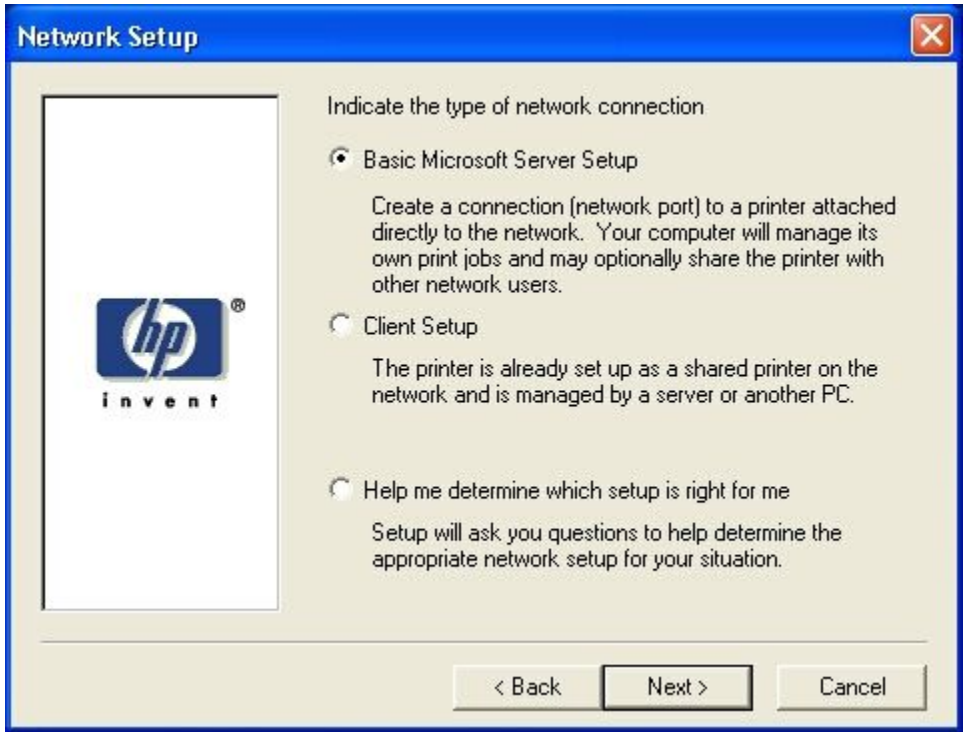 Network Setup
Indicate the type of network connection
Basic Microsoft Server Setup
Create a connection (network port) to a printer attached
directly to the network.  Your computer will manage its
own print jobs and may optionally share the printer with
other network users.
Client Setup
The printer is already set up as a shared printer on the
network and is managed by a server or another PC.
hp ®
invent
Help me determine which setup is right for me
Setup will ask you questions to help determine the
appropriate network setup for your situation.
< Back
Next >
Cancel